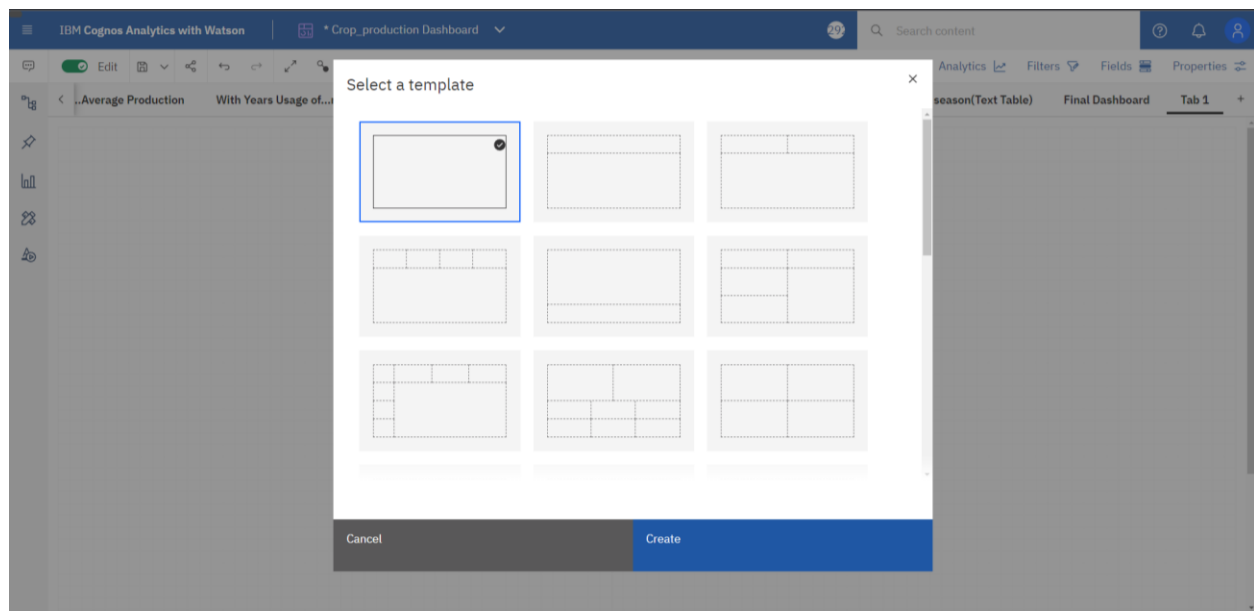 IBM Cognos Analytics with Watson
* Crop_production Dashboard
Search content
Edit
Analytics
Filters
Fields
Properties
..Average Production
With Years Usage of...
season(Text Table)
Final Dashboard
Tab 1
Select a template
Cancel
Create